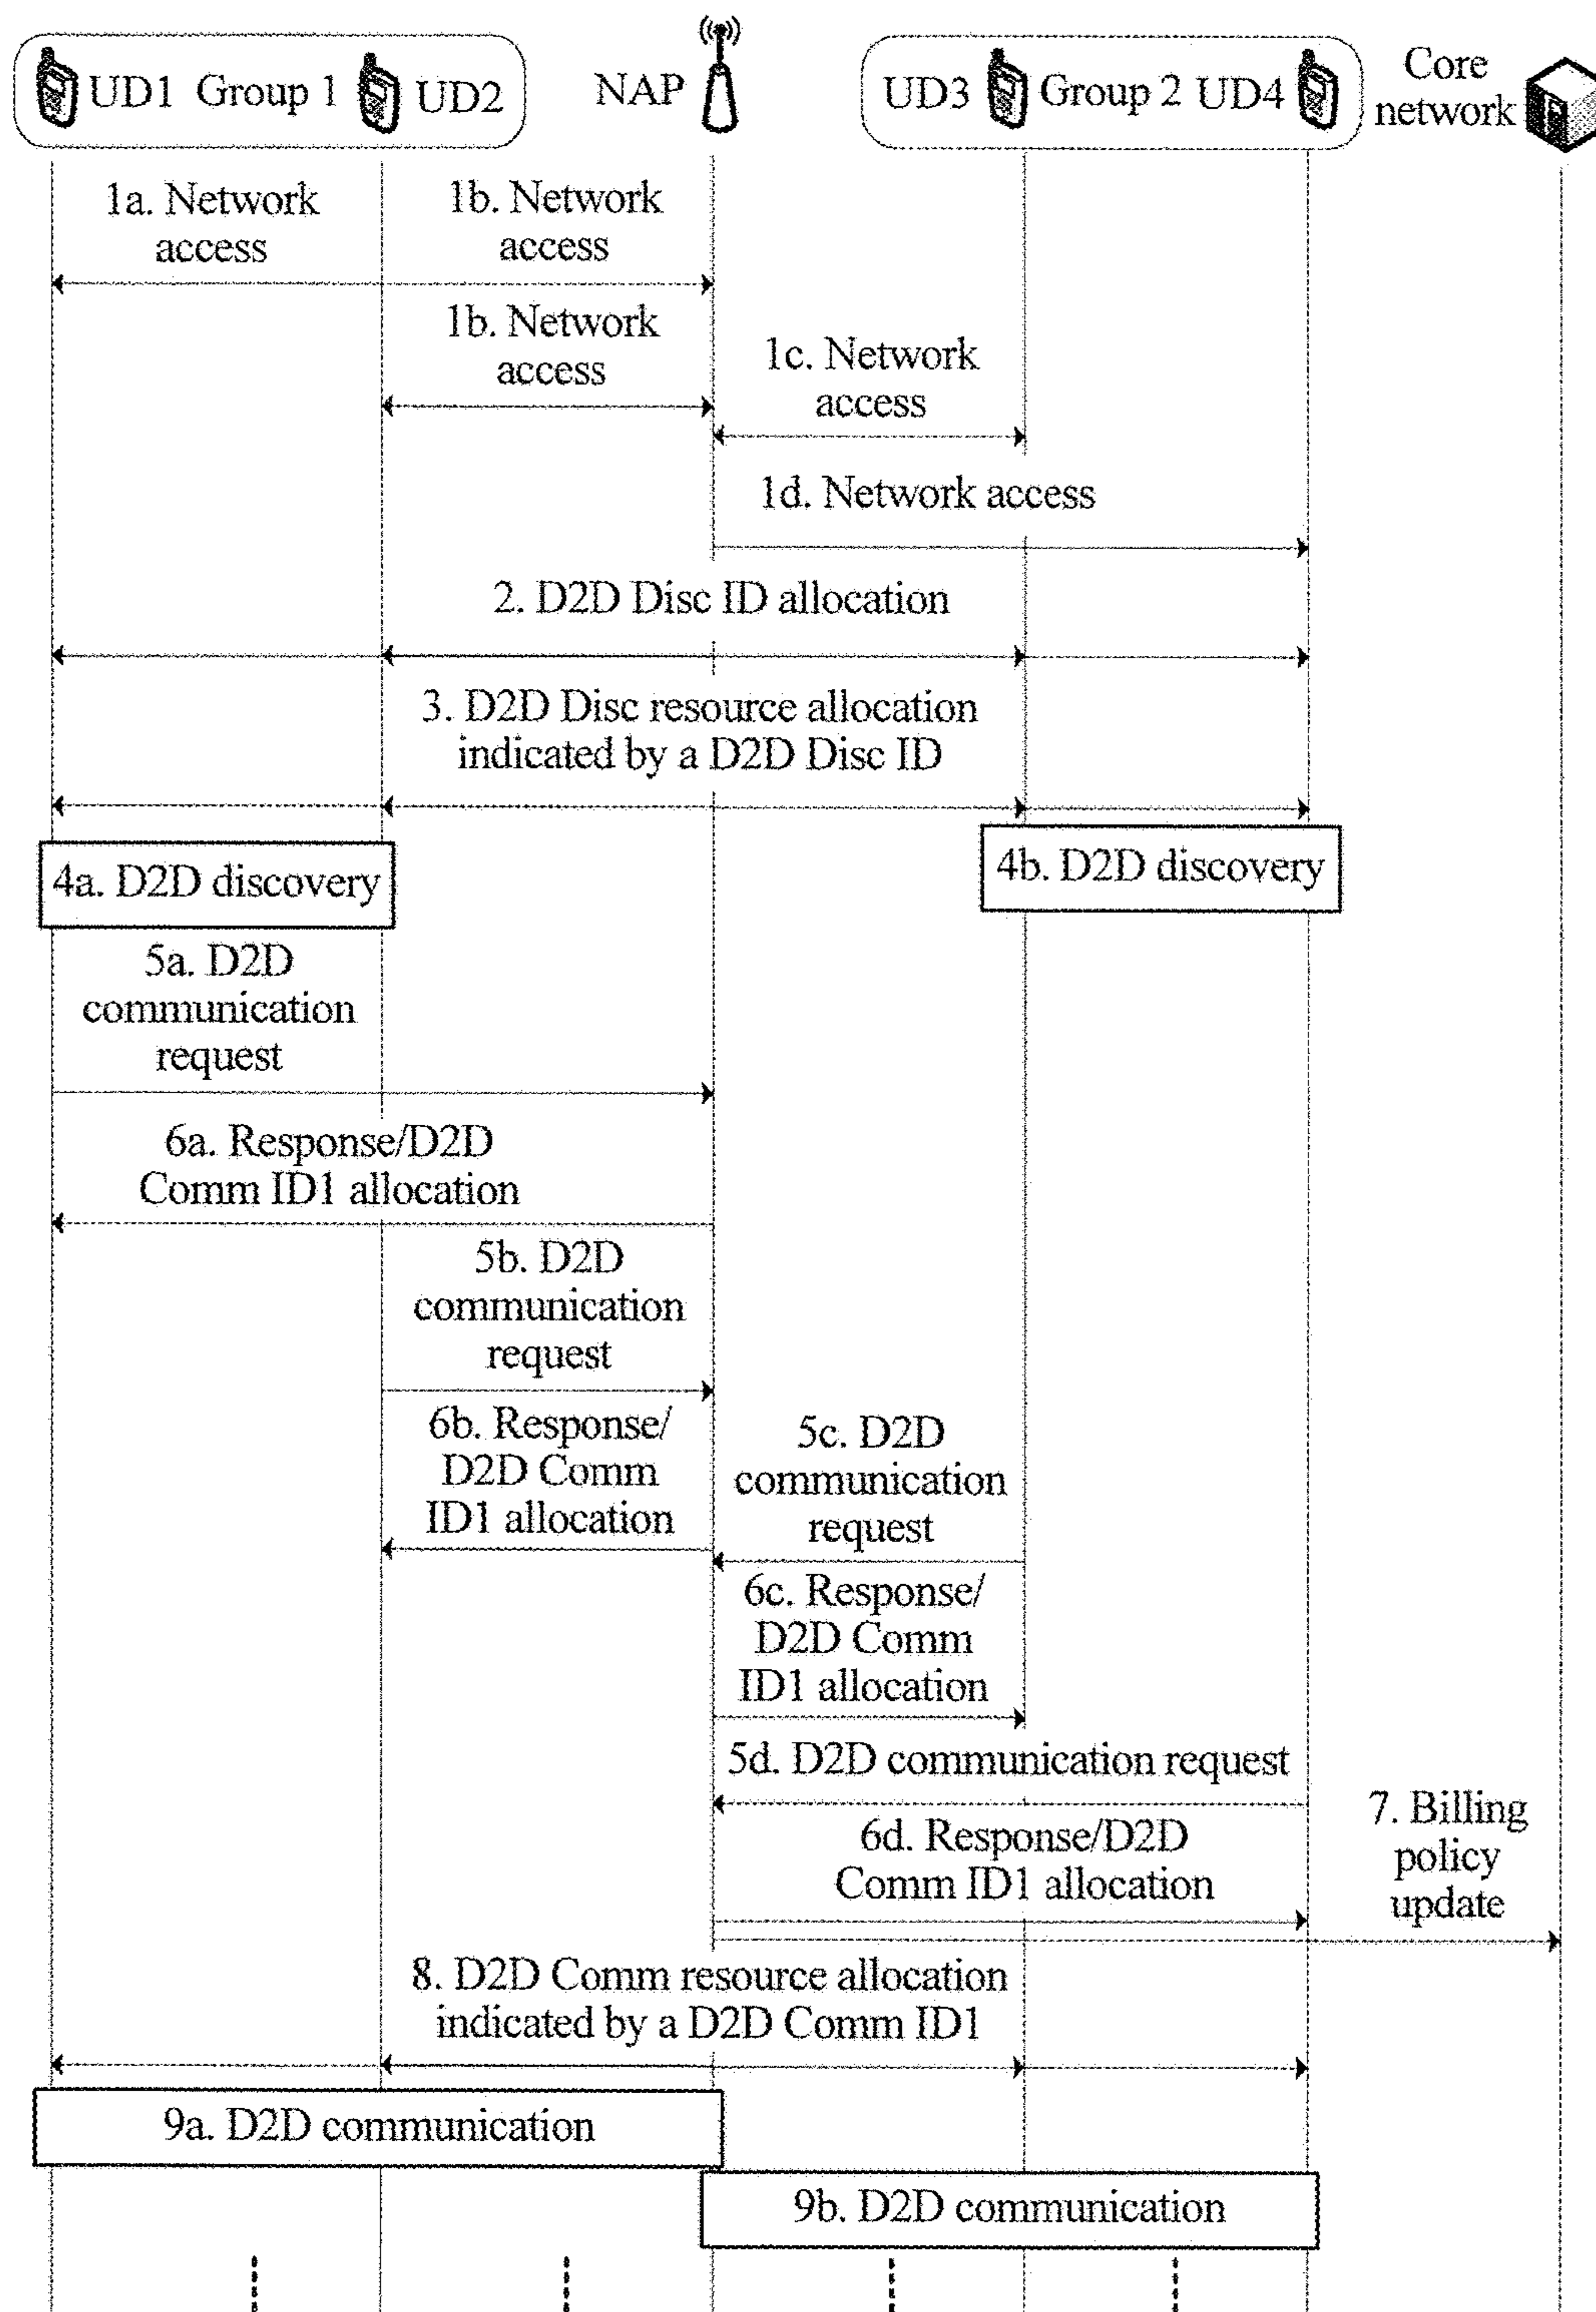 UD1 Group 1 UD2
NAP
UD3 Group 2 UD4
Core
network
1a. Network
access
1b. Network
access
1b. Network
access
1c. Network
access
1d. Network access
2. D2D Disc ID allocation
3. D2D Disc resource allocation
indicated by a D2D Disc ID
4a. D2D discovery
4b. D2D discovery
5a. D2D
communication
request
6a. Response/D2D
Comm ID1 allocation
5b. D2D
communication
request
6b. Response/
D2D Comm
ID1 allocation
5c. D2D
communication
request
6c. Response/
D2D Comm
ID1 allocation
5d. D2D communication request
6d. Response/D2D
Comm ID1 allocation
7. Billing
policy
update
8. D2D Comm resource allocation
indicated by a D2D Comm ID1
9a. D2D communication
9b. D2D communication